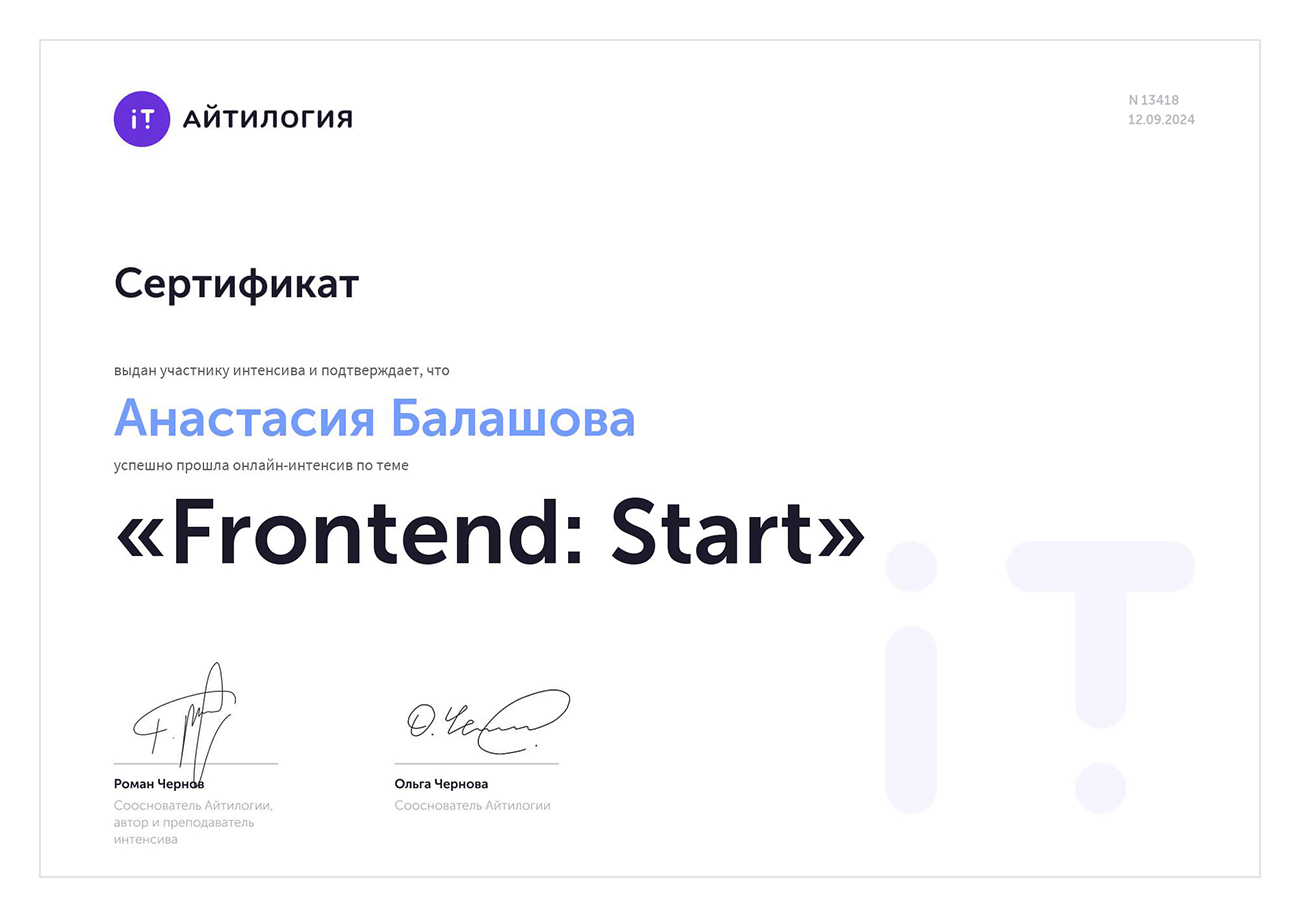 iT АЙТИЛОГИЯ
N 13418
12.09.2024
Сертификат
выдан участнику интенсива и подтверждает, что
Анастасия Балашова
успешно прошла онлайн-интенсив по теме
«Frontend: Start»
iT
Роман Чернов
Сооснователь Айтилогии,
автор и преподаватель
интенсива
Ольга Чернова
Сооснователь Айтилогии